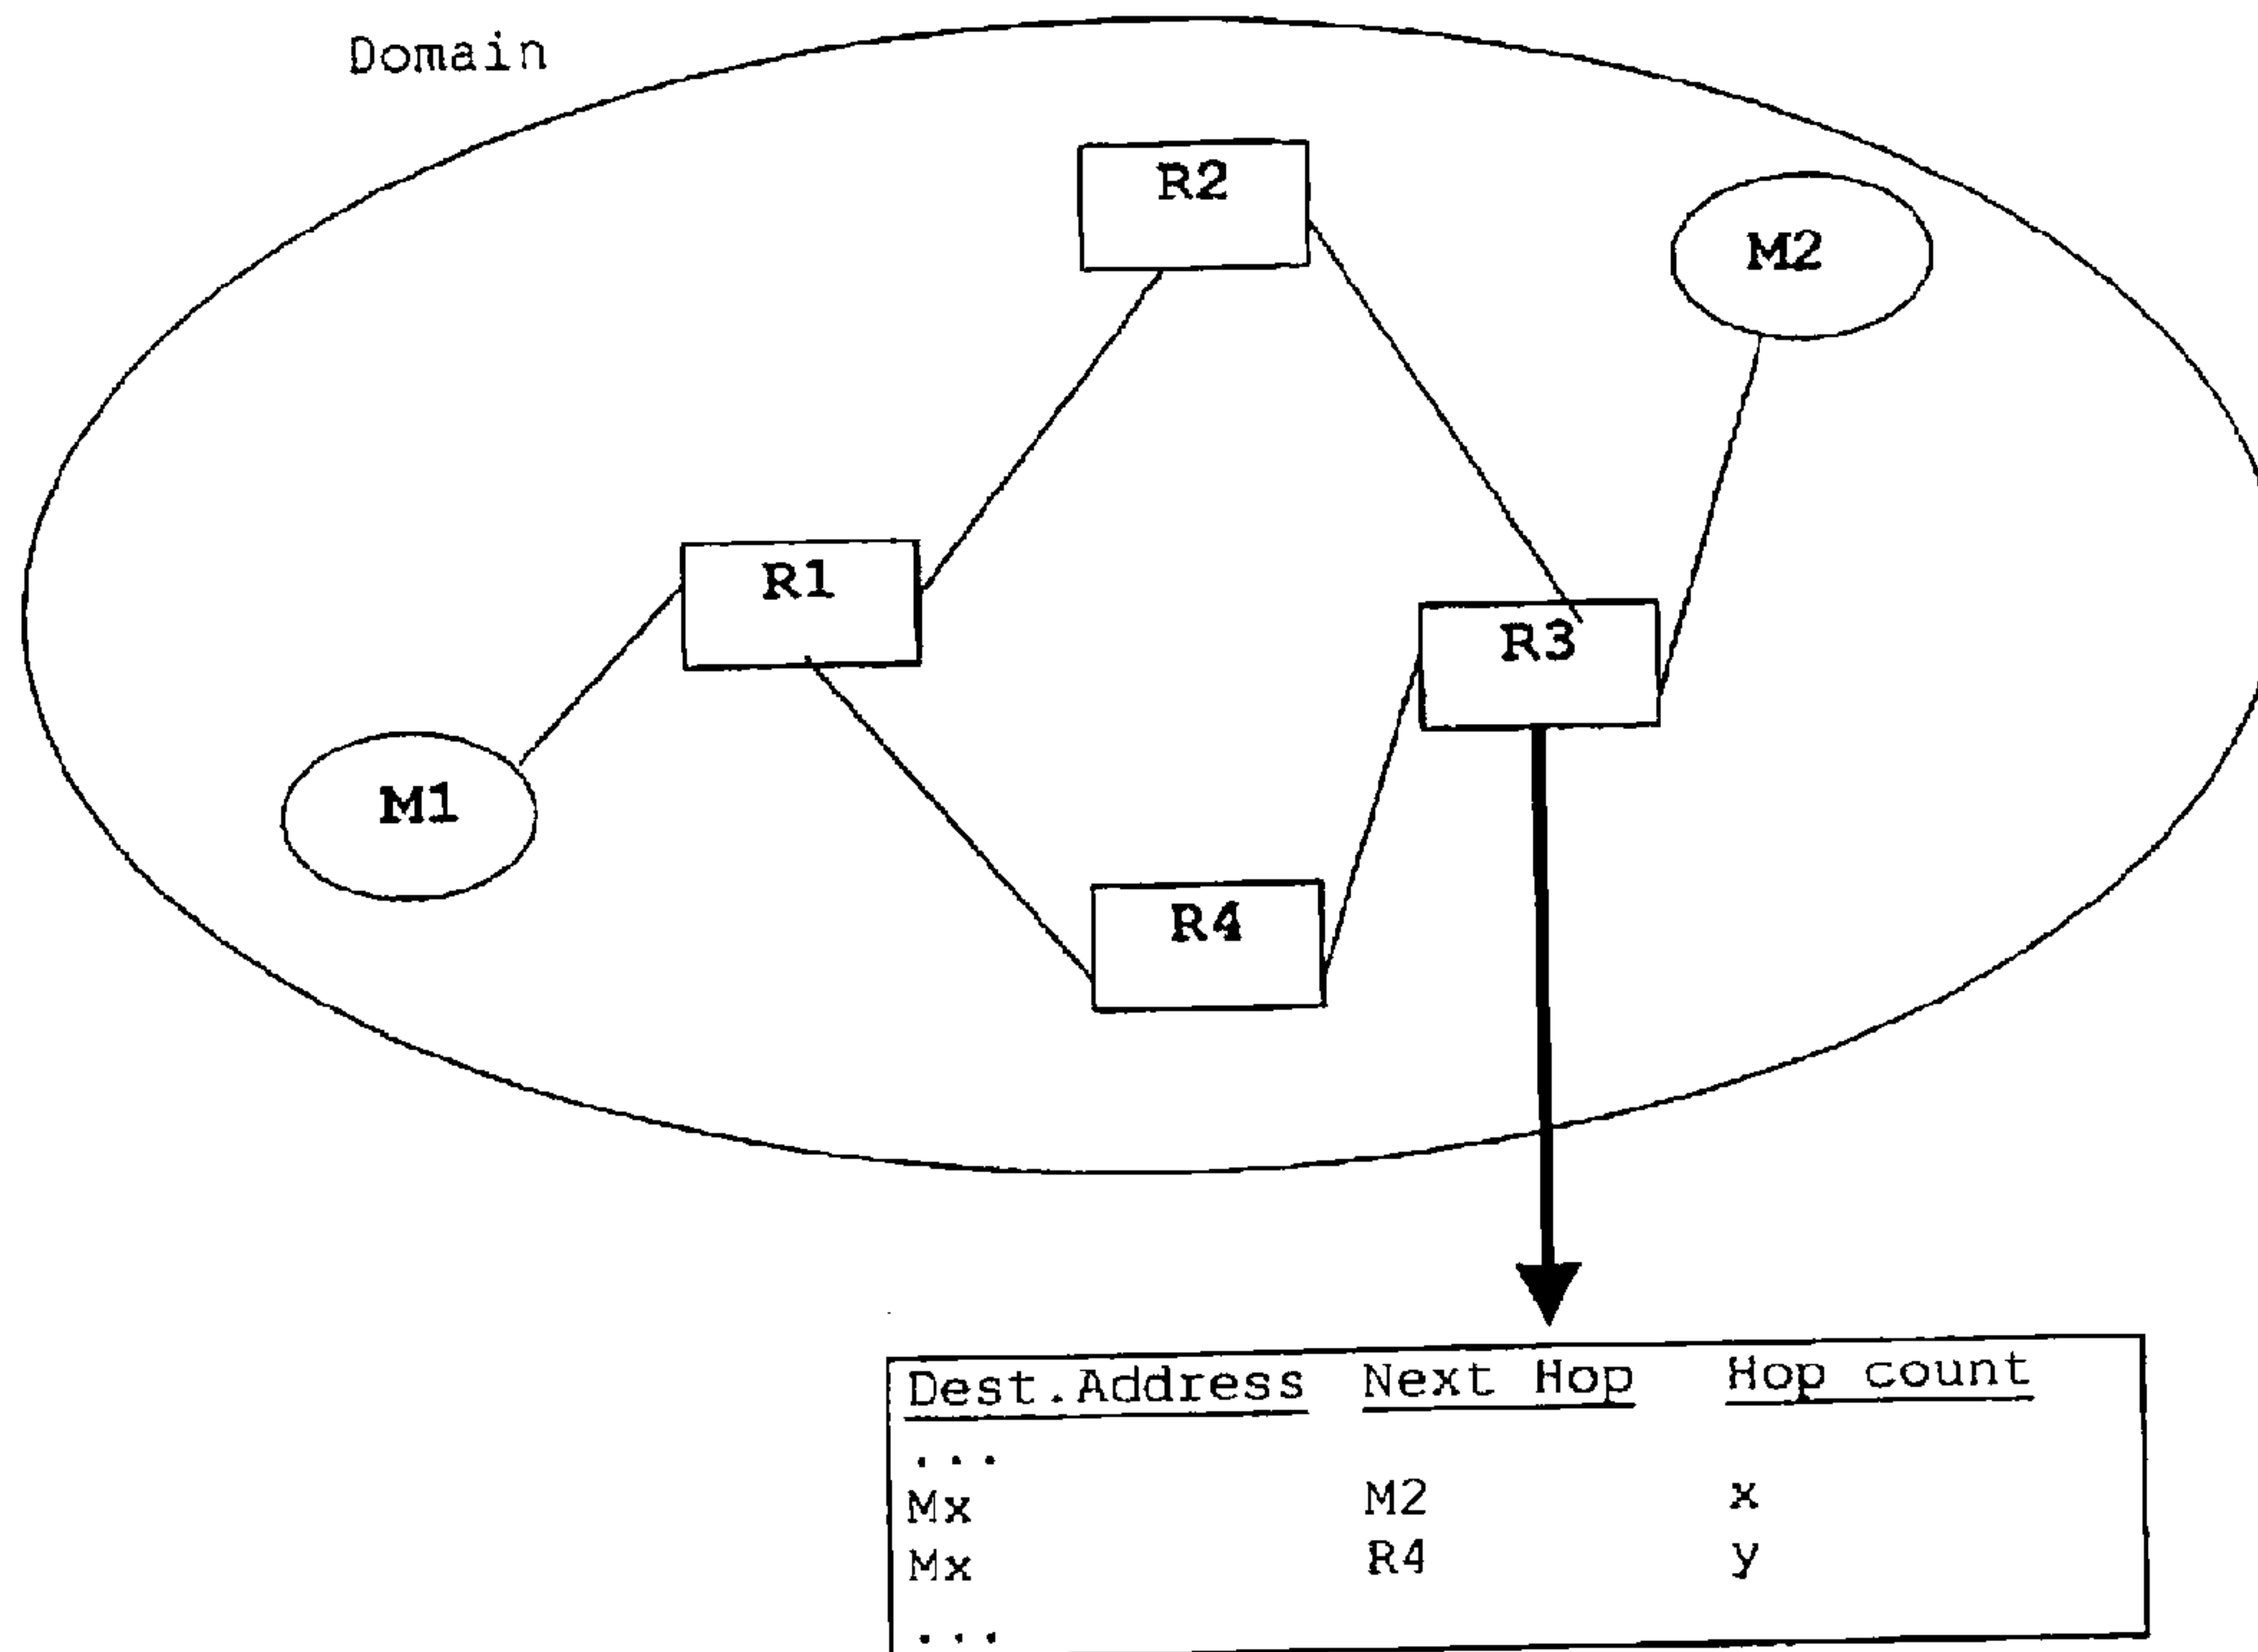 Domain
R2
M2
R1
R3
M1
R4
Dest.Address Next Hop Hop count
...
Mx M2 x
Mx R4 y
...